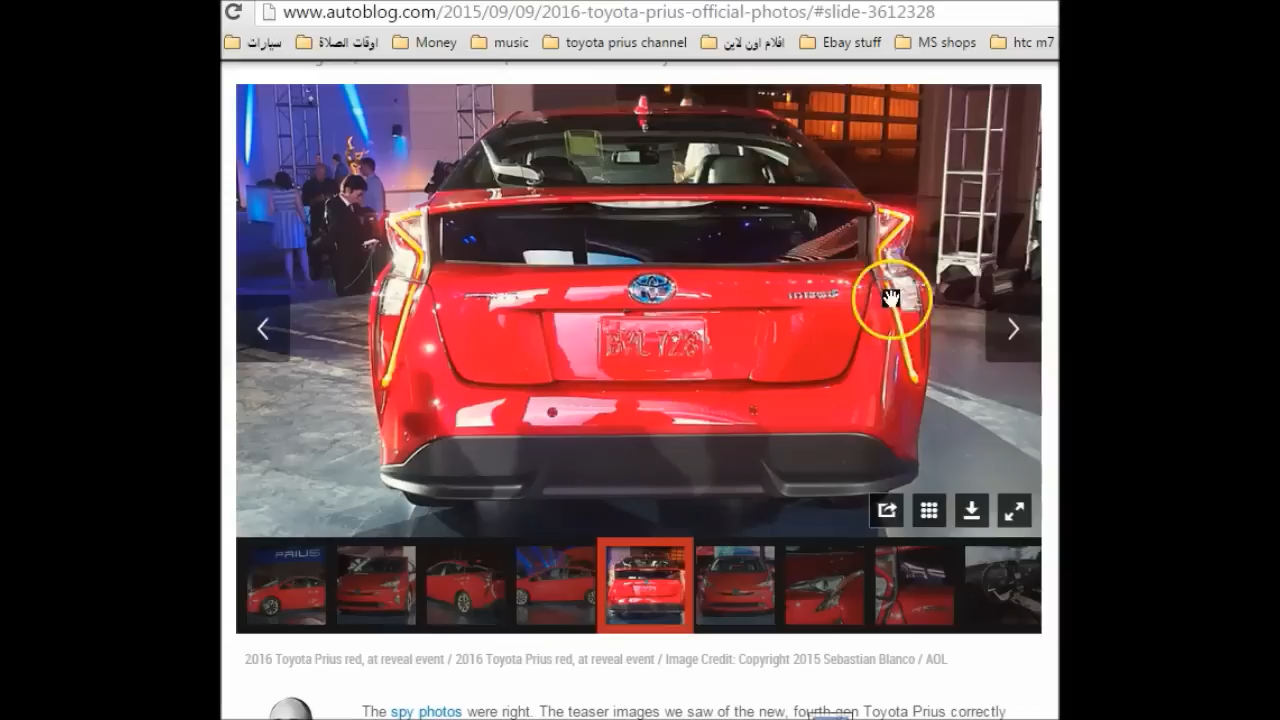 www.autoblog.com/2015/09/09/2016-toyota-prius-official-photos/#slide-3612328
سيارات اوقات الصلاة Money music toyota prius channel افلام اون لاين Ebay stuff MS shops htc m7
PRIUS
2016 Toyota Prius red, at reveal event / 2016 Toyota Prius red, at reveal event / Image Credit: Copyright 2015 Sebastian Blanco / AOL
The spy photos were right. The teaser images we saw of the new, fourth-gen Toyota Prius correctly